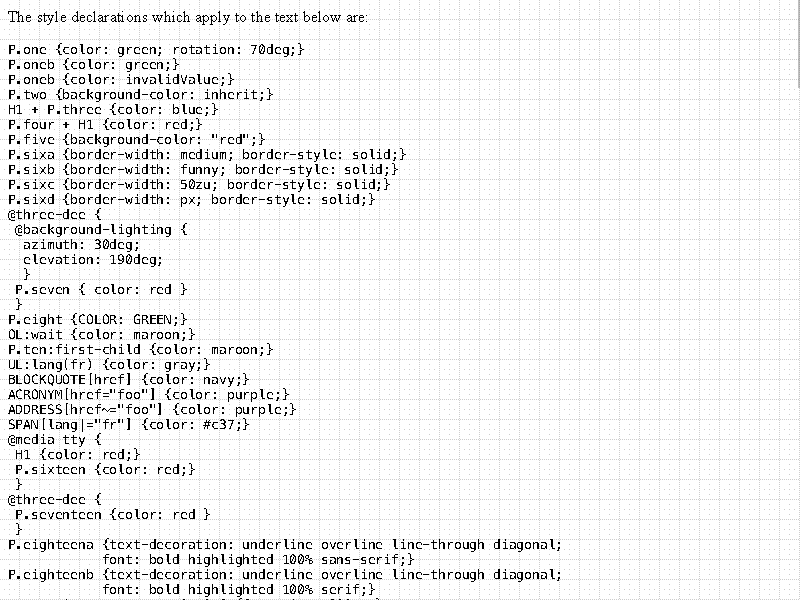 The style declarations which apply to the text below are:
P.one {color: green; rotation: 70deg;}
P.oneb {color: green;}
P.oneb {color: invalidValue;}
P.two {background-color: inherit;}
H1 + P.three {color: blue;}
P.four + H1 {color: red;}
P.five {background-color: "red";}
P.sixa {border-width: medium; border-style: solid;}
P.sixb {border-width: funny; border-style: solid;}
P.sixc {border-width: 50zu; border-style: solid;}
P.sixd {border-width: px; border-style: solid;}
@three-dee {
 @background-lighting {
  azimuth: 30deg;
  elevation: 190deg;
  }
 P.seven { color: red }
 }
P.eight {COLOR: GREEN;}
OL:wait {color: maroon;}
P.ten:first-child {color: maroon;}
UL:lang(fr) {color: gray;}
BLOCKQUOTE[href] {color: navy;}
ACRONYM[href="foo"] {color: purple;}
ADDRESS[href~="foo"] {color: purple;}
SPAN[lang|="fr"] {color: #c37;}
@media tty {
 H1 {color: red;}
 P.sixteen {color: red;}
 }
@three-dee {
 P.seventeen {color: red }
 }
P.eighteena {text-decoration: underline overline line-through diagonal;
            font: bold highlighted 100% sans-serif;}
P.eighteenb {text-decoration: underline overline line-through diagonal;
            font: bold highlighted 100% serif;}